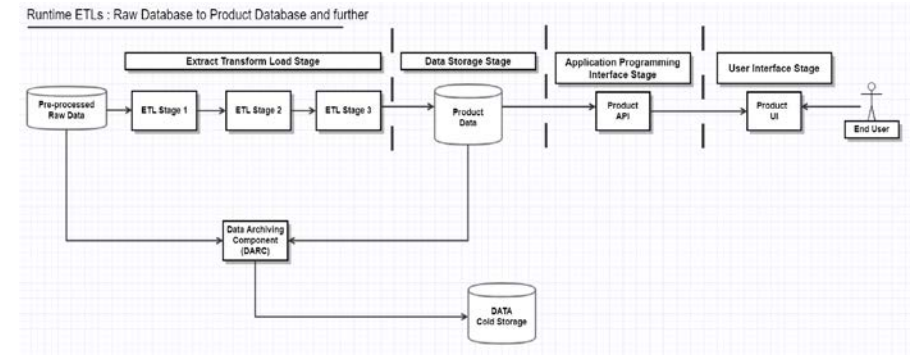 Runtime ETLs : Raw Database to Product Database and further
Extract Transform Load Stage
Data Storage Stage
Application Programming
Interface Stage
User Interface Stage
Pre-processed
Raw Data
ETL Stage 1
ETL Stage 2
ETL Stage 3
Product
Data
Product
API
Product
UI
End User
Data Archiving
Component
(DARC)
DATA
Cold Storage